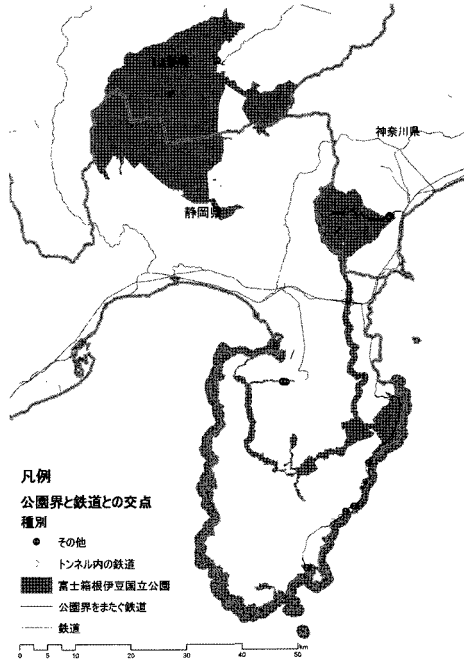 神奈川県
静岡県
凡例
公園界と鉄道との交点
種別
その他
トンネル内の鉄道
富士箱根伊豆国立公園
公園界をまたぐ鉄道
鉄道
0 5 10 20 30 40 50
km